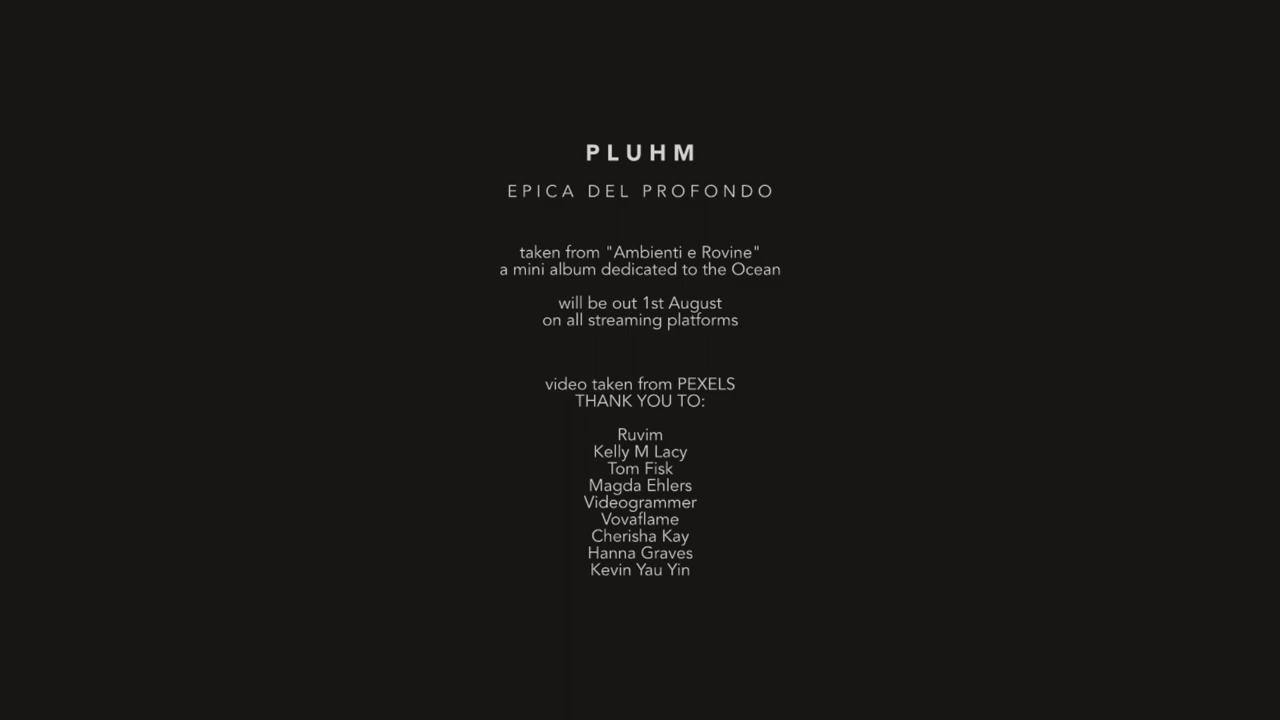 PLUHM
EPICA DEL PROFONDO
taken from "Ambienti e Rovine"
a mini album dedicated to the Ocean
will be out 1st August
on all streaming platforms
video taken from PEXELS
THANK YOU TO:
Ruvim
Kelly M Lacy
Tom Fisk
Magda Ehlers
Videogrammer
Vovaflame
Cherisha Kay
Hanna Graves
Kevin Yau Yin